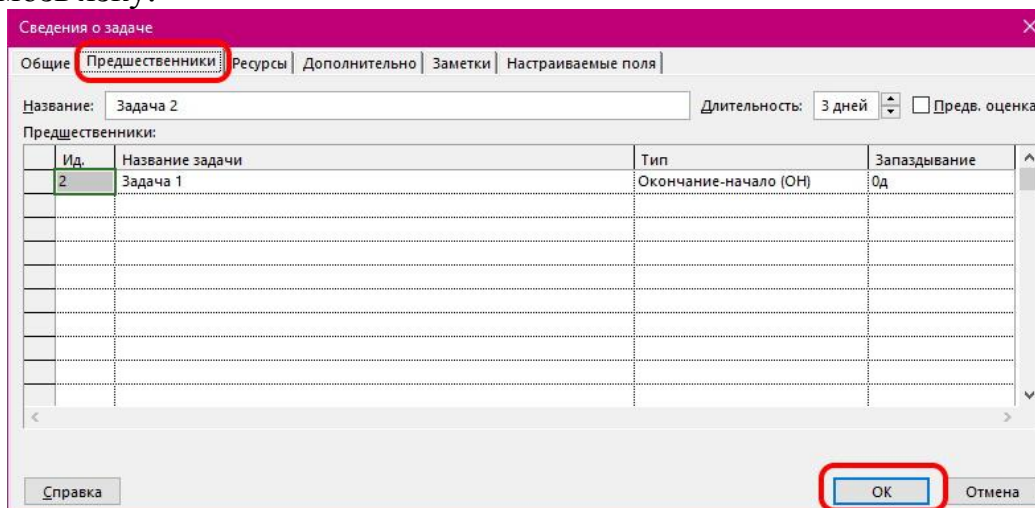 Сведения о задаче
Общие Предшественники Ресурсы Дополнительно Заметки Настраиваемые поля
Название: Задача 2 Длительность: 3 дней Предв. оценка
Предшественники:
Ид. Название задачи Тип Запаздывание
2 Задача 1 Окончание-начало (ОН) 0д
Справка ОК Отмена